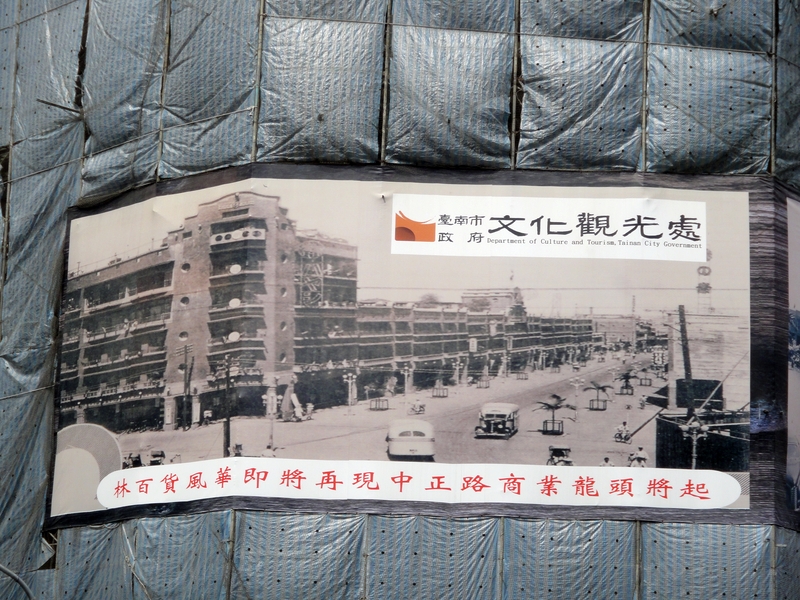 臺南市
政府
文化觀光處
Department of Culture and Tourism,Tainan City Government
林百貨風華即將再現中正路商業龍頭將起